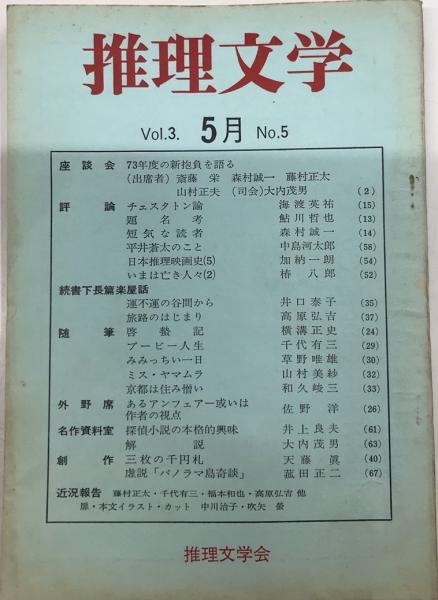 推理文学
Vol.3. 5月 No.5
座談会 73年度の新抱負を語る
(出席者) 斎藤 栄 森村誠一 藤村正太
山村正夫 (司会)大内茂男 (2)
評論 チェスタトン論 海渡英祐 (15)
題名考 鮎川哲也 (13)
短気な読者 森村誠一 (14)
平井蒼太のこと 中島河太郎 (58)
日本推理映画史(5) 加納一朗 (54)
いまは亡き人々(2) 椿八郎 (52)
続書下長篇楽屋話
運不運の谷間から 井口泰子 (35)
旅路のはじまり 高原弘吉 (37)
随筆 啓蟄記 横溝正史 (24)
ブービー人生 千代有三 (29)
みみっちい一日 草野唯雄 (30)
ミス・ヤマムラ 山村美紗 (32)
京都は住み憎い 和久峻三 (33)
外野席 あるアンフェアー或いは
作者の視点 佐野洋 (26)
名作資料室 探偵小説の本格的興味 井上良夫 (61)
解説 大内茂男 (63)
創作 三枚の千円札 天藤眞 (40)
虚説「パノラマ島奇談」 菰田正二 (67)
近況報告 藤村正太・千代有三・福本和也・高原弘吉 他
扉・本文イラスト・カット 中川治子・吹矢 螢
推理文学会